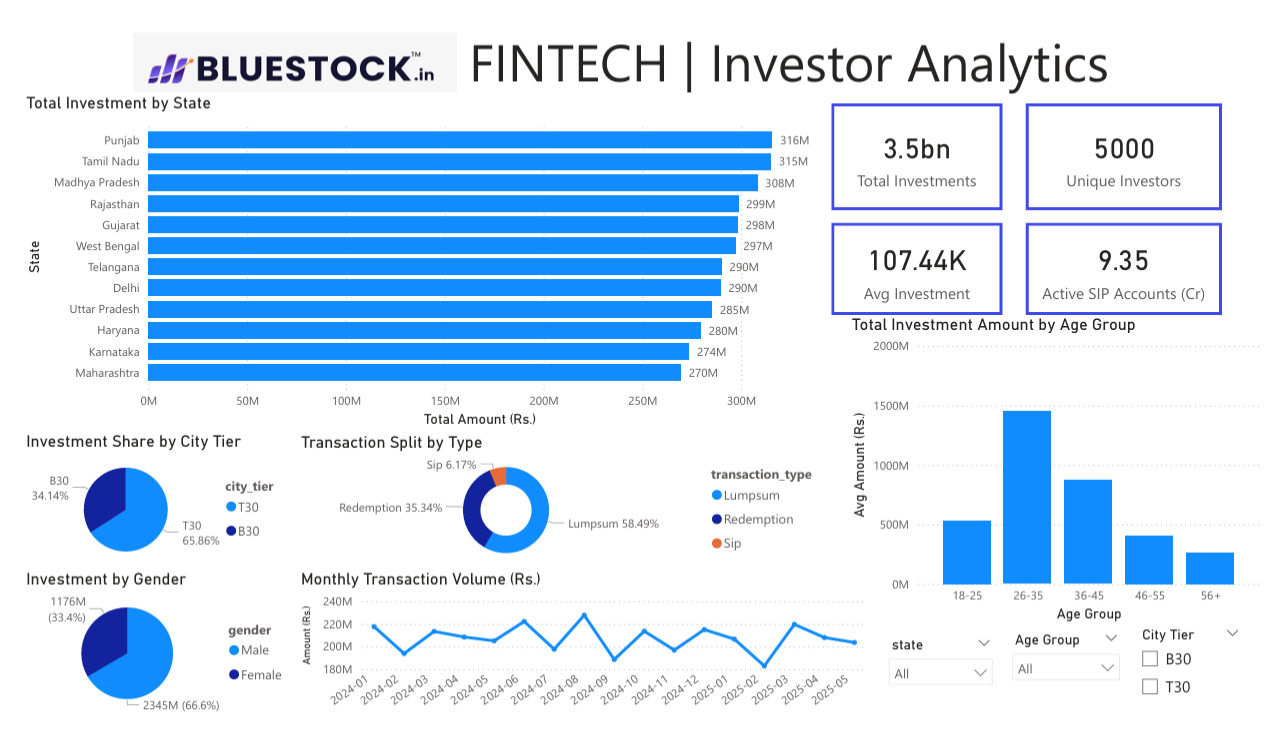 BLUESTOCK.in™ FINTECH | Investor Analytics
Total Investment by State
State
Punjab 316M
Tamil Nadu 315M
Madhya Pradesh 308M
Rajasthan 299M
Gujarat 298M
West Bengal 297M
Telangana 290M
Delhi 290M
Uttar Pradesh 285M
Haryana 280M
Karnataka 274M
Maharashtra 270M
0M 50M 100M 150M 200M 250M 300M
Total Amount (Rs.)
3.5bn
Total Investments
5000
Unique Investors
107.44K
Avg Investment
9.35
Active SIP Accounts (Cr)
Total Investment Amount by Age Group
Avg Amount (Rs.)
2000M
1500M
1000M
500M
0M
18-25 26-35 36-45 46-55 56+
Age Group
Investment Share by City Tier
B30
34.14%
T30
65.86%
city_tier
T30
B30
Transaction Split by Type
Sip 6.17%
Redemption 35.34%
Lumpsum 58.49%
transaction_type
Lumpsum
Redemption
Sip
Investment by Gender
1176M
(33.4%)
2345M (66.6%)
gender
Male
Female
Monthly Transaction Volume (Rs.)
Amount (Rs.)
240M
220M
200M
180M
2024-01 2024-02 2024-03 2024-04 2024-05 2024-06 2024-07 2024-08 2024-09 2024-10 2024-11 2024-12 2025-01 2025-02 2025-03 2025-04 2025-05
state
All
Age Group
All
City Tier
B30
T30